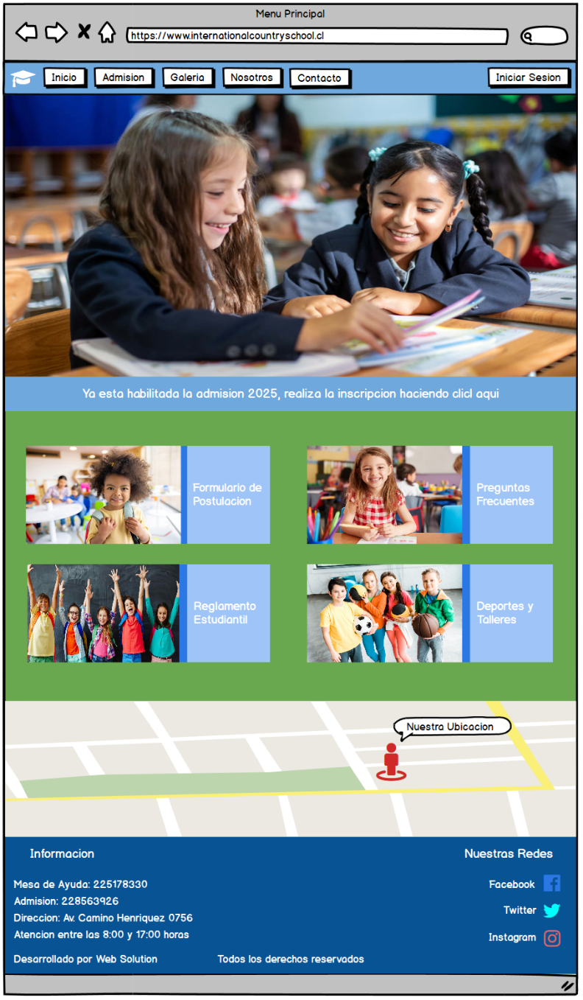 Menu Principal
https://www.internationalcountryschool.cl
Inicio
Admision
Galeria
Nosotros
Contacto
Iniciar Sesion
Ya esta habilitada la admision 2025, realiza la inscripcion haciendo clicl aqui
Formulario de
Postulacion
Preguntas
Frecuentes
Reglamento
Estudiantil
Deportes y
Talleres
Nuestra Ubicacion
Informacion
Mesa de Ayuda: 225178330
Admision: 228563926
Direccion: Av. Camino Henriquez 0756
Atencion entre las 8:00 y 17:00 horas
Desarrollado por Web Solution
Todos los derechos reservados
Nuestras Redes
Facebook
Twitter
Instagram